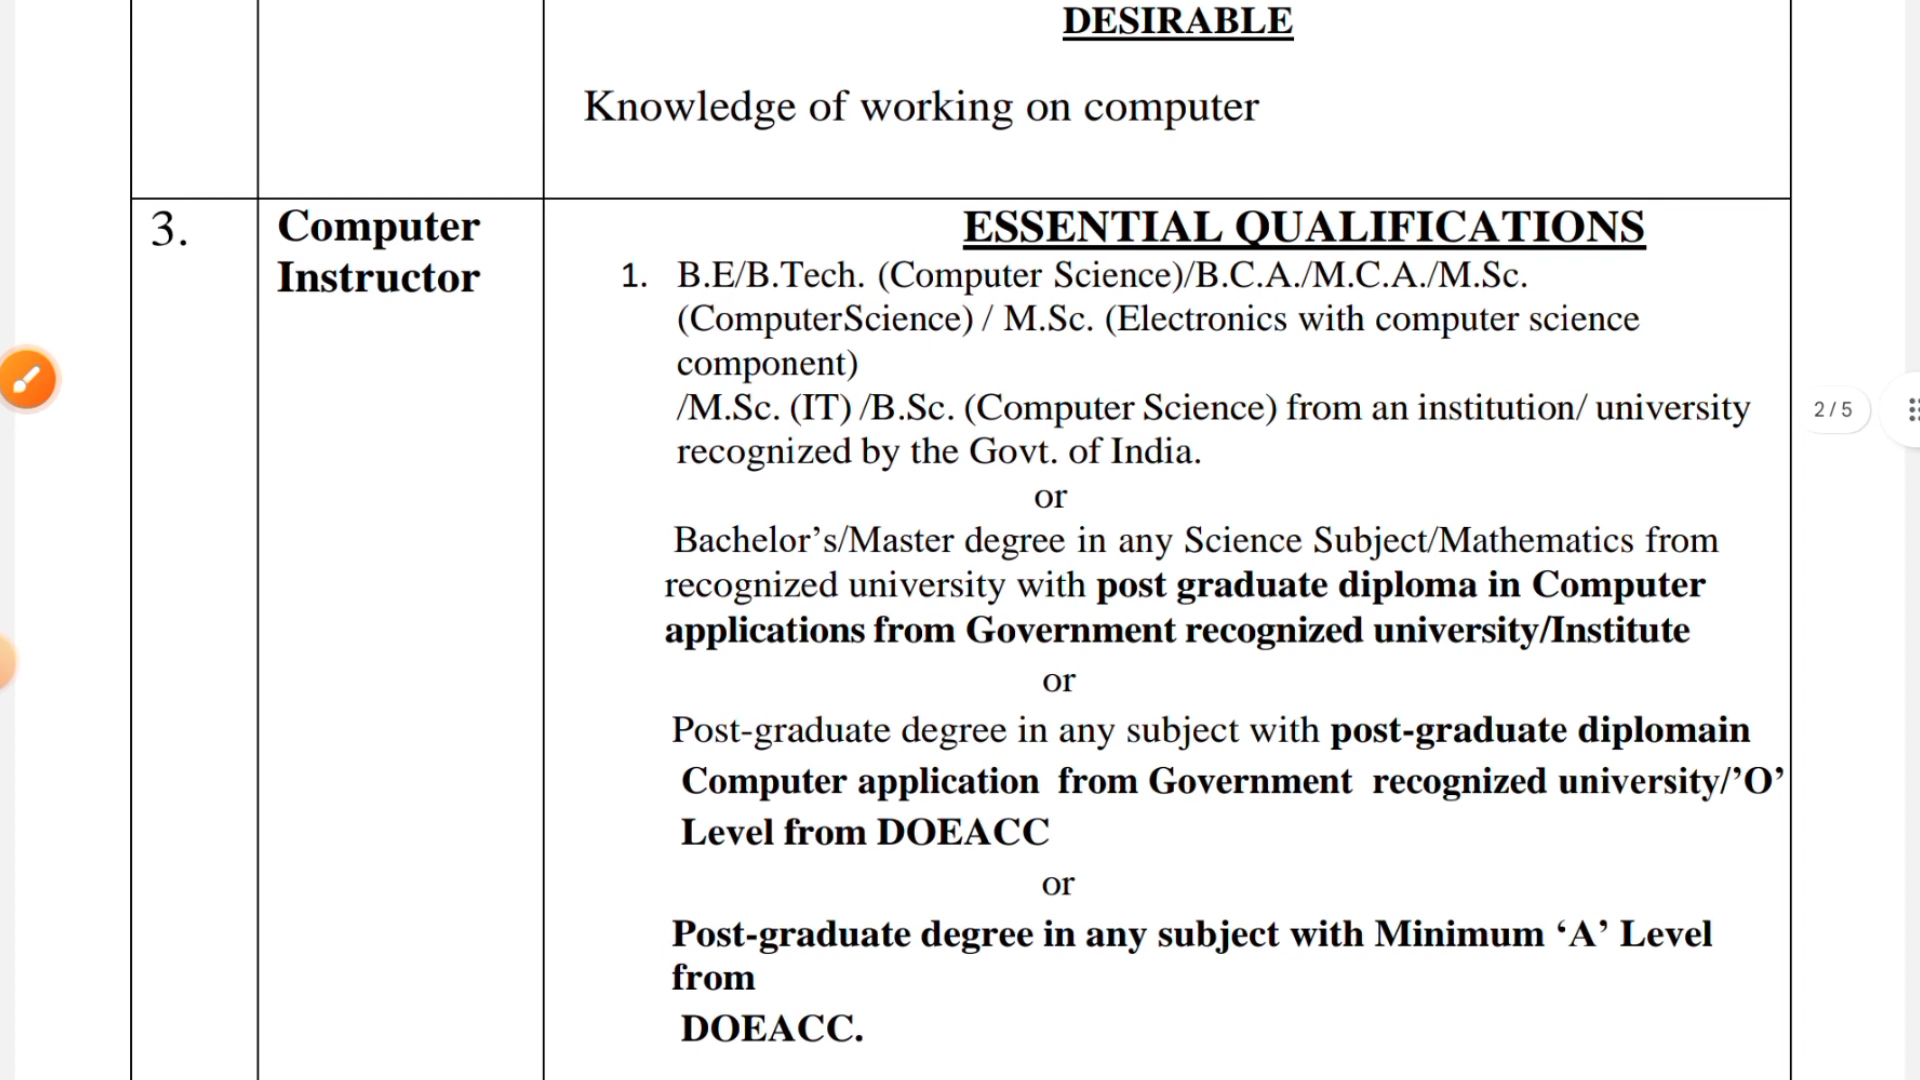 DESIRABLE
Knowledge of working on computer
3.
Computer
Instructor
ESSENTIAL QUALIFICATIONS
1. B.E/B.Tech. (Computer Science)/B.C.A./M.C.A./M.Sc.
(ComputerScience) / M.Sc. (Electronics with computer science
component)
/M.Sc. (IT) /B.Sc. (Computer Science) from an institution/ university
recognized by the Govt. of India.
or
Bachelor’s/Master degree in any Science Subject/Mathematics from
recognized university with post graduate diploma in Computer
applications from Government recognized university/Institute
or
Post-graduate degree in any subject with post-graduate diplomain
Computer application from Government recognized university/’O’
Level from DOEACC
or
Post-graduate degree in any subject with Minimum ‘A’ Level
from
DOEACC.
2/5